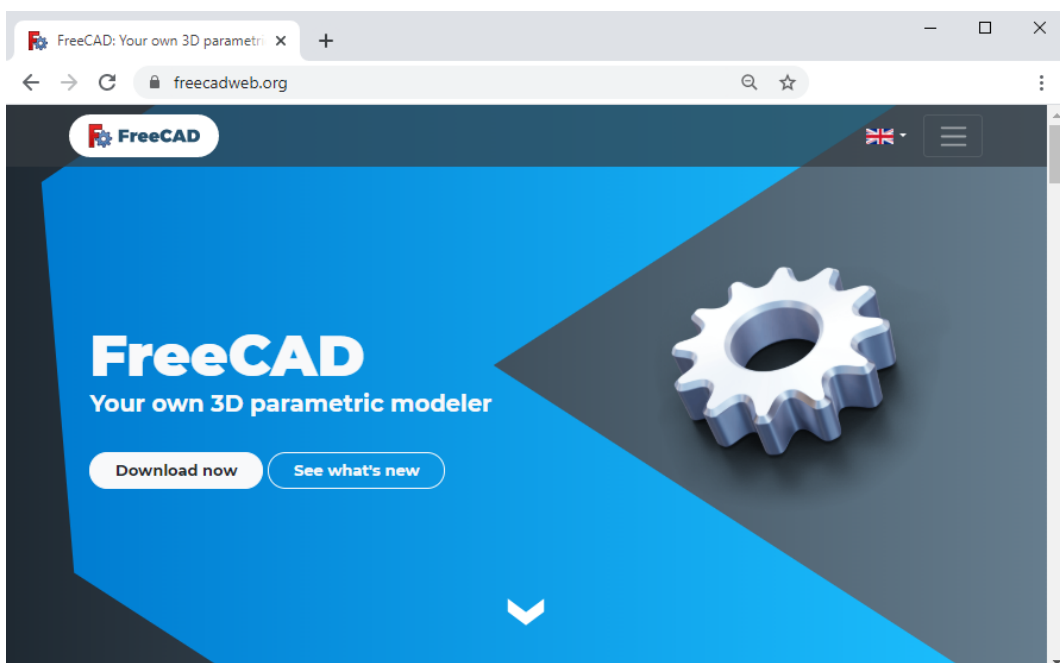 FreeCAD: Your own 3D parametri
freecadweb.org
FreeCAD
FreeCAD
Your own 3D parametric modeler
Download now
See what's new